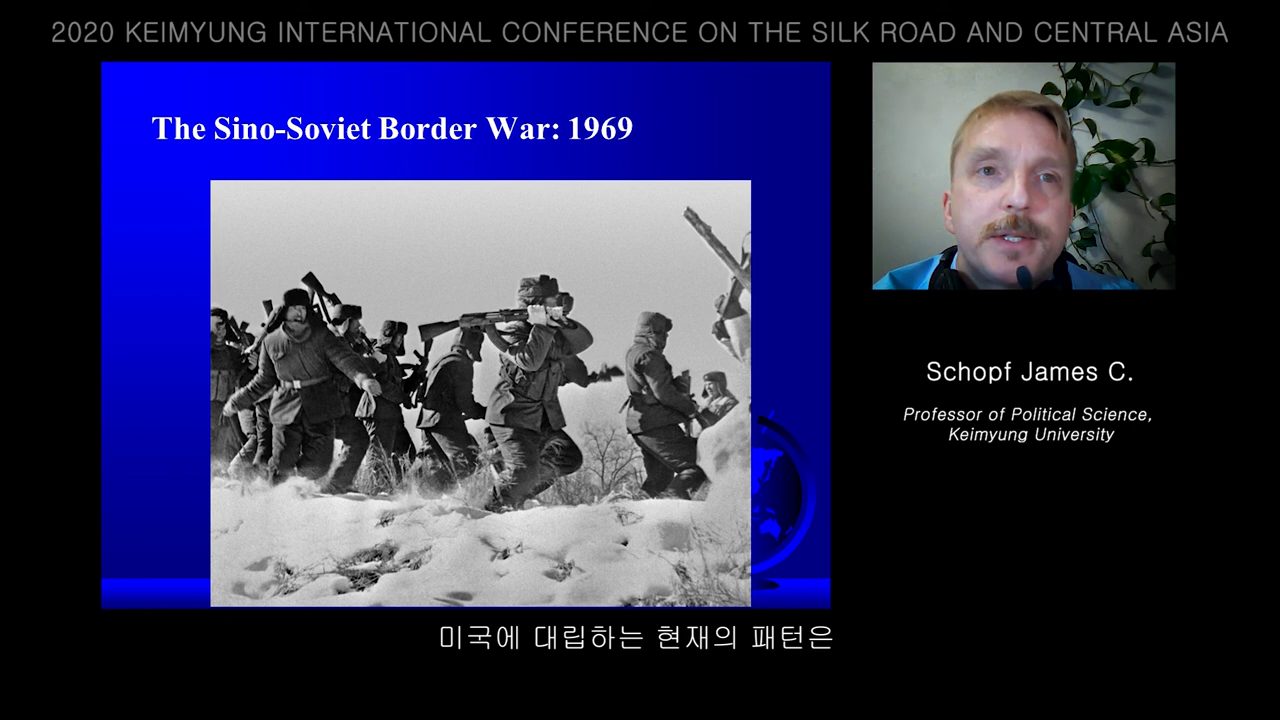 2020 KEIMYUNG INTERNATIONAL CONFERENCE ON THE SILK ROAD AND CENTRAL ASIA
The Sino-Soviet Border War: 1969
Schopf James C.
Professor of Political Science,
Keimyung University
미국에 대립하는 현재의 패턴은